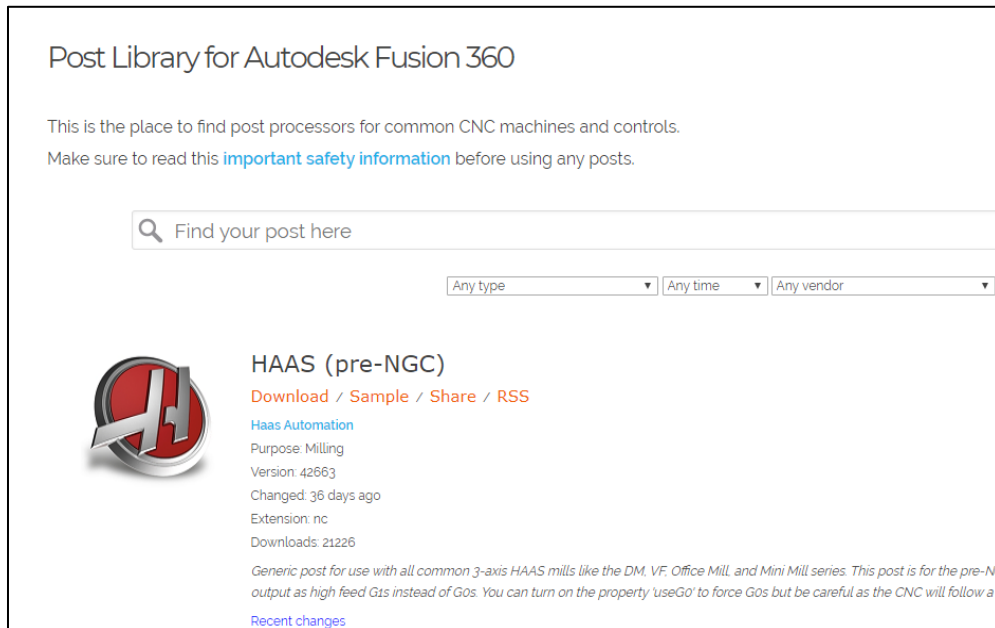 Post Library for Autodesk Fusion 360
This is the place to find post processors for common CNC machines and controls.
Make sure to read this important safety information before using any posts.
Find your post here
Any type Any time Any vendor
HAAS (pre-NGC)
Download / Sample / Share / RSS
Haas Automation
Purpose: Milling
Version: 42663
Changed: 36 days ago
Extension: nc
Downloads: 21226
Generic post for use with all common 3-axis HAAS mills like the DM, VF, Office Mill, and Mini Mill series. This post is for the pre-N
output as high feed G1s instead of G0s. You can turn on the property 'useG0' to force G0s but be careful as the CNC will follow a
Recent changes